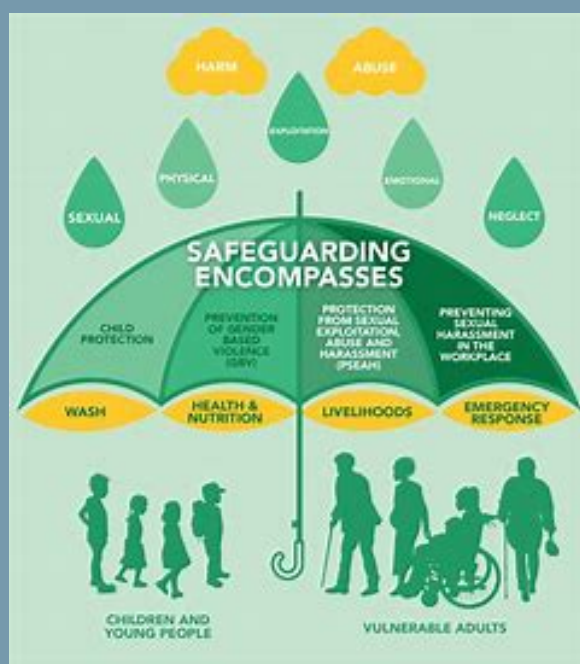 HARM
ABUSE
EXPLOITATION
PHYSICAL
EMOTIONAL
SEXUAL
NEGLECT
SAFEGUARDING
ENCOMPASSES
CHILD
PROTECTION
PREVENTION
OF GENDER
BASED
VIOLENCE
(GBV)
PROTECTION
FROM SEXUAL
EXPLOITATION,
ABUSE AND
HARASSMENT
(PSEAH)
PREVENTING
SEXUAL
HARASSMENT
IN THE
WORKPLACE
WASH
HEALTH &
NUTRITION
LIVELIHOODS
EMERGENCY
RESPONSE
CHILDREN AND
YOUNG PEOPLE
VULNERABLE ADULTS